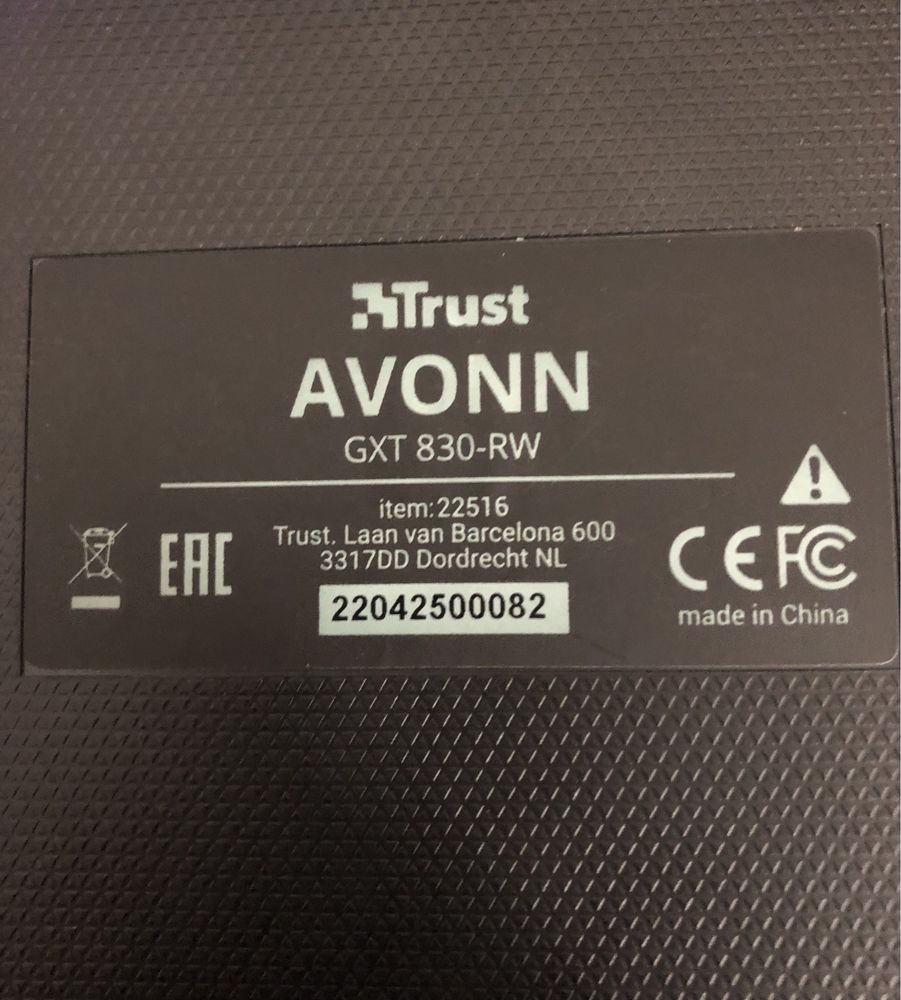 Trust
AVONN
GXT 830-RW
item:22516
Trust. Laan van Barcelona 600
3317DD Dordrecht NL
22042500082
EAC
CE FC
made in China